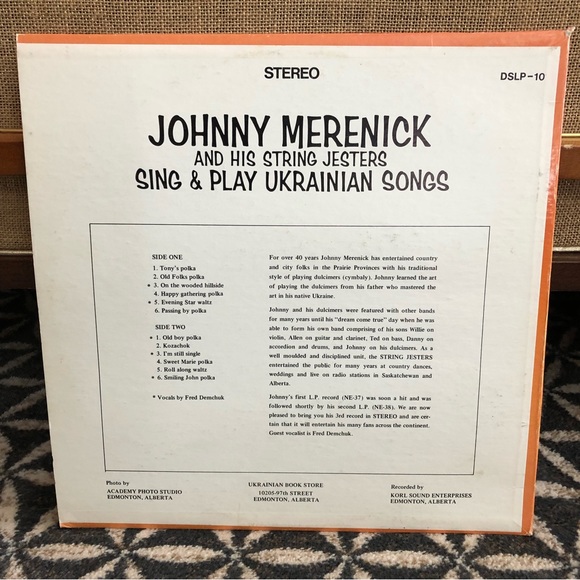 STEREO
DSLP-10
JOHNNY MERENICK
AND HIS STRING JESTERS
SING & PLAY UKRAINIAN SONGS
SIDE ONE
1. Tony's polka
2. Old Folks polka
* 3. On the wooded hillside
4. Happy gathering polka
* 5. Evening Star waltz
6. Passing by polka
SIDE TWO
* 1. Old boy polka
2. Kozachok
* 3. I'm still single
4. Sweet Marie polka
5. Roll along waltz
* 6. Smiling John polka
* Vocals by Fred Demchuk
For over 40 years Johnny Merenick has entertained country
and city folks in the Prairie Provinces with his traditional
style of playing dulcimers (cymbaly). Johnny learned the art
of playing the dulcimers from his father who mastered the
art in his native Ukraine.
Johnny and his dulcimers were featured with other bands
for many years until his "dream come true" day when he was
able to form his own band comprising of his sons Willie on
violin, Allen on guitar and clarinet, Ted on bass, Danny on
accordion and drums, and Johnny on his dulcimers. As a
well moulded and disciplined unit, the STRING JESTERS
entertained the public for many years at country dances,
weddings and live on radio stations in Saskatchewan and
Alberta.
Johnny's first L.P. record (NE-37) was soon a hit and was
followed shortly by his second L.P. (NE-38). We are now
pleased to bring you his 3rd record in STEREO and are cer-
tain that it will entertain his many fans across the continent.
Guest vocalist is Fred Demchuk.
Photo by
ACADEMY PHOTO STUDIO
EDMONTON, ALBERTA
UKRAINIAN BOOK STORE
10205-97th STREET
EDMONTON, ALBERTA
Recorded by
KORL SOUND ENTERPRISES
EDMONTON, ALBERTA